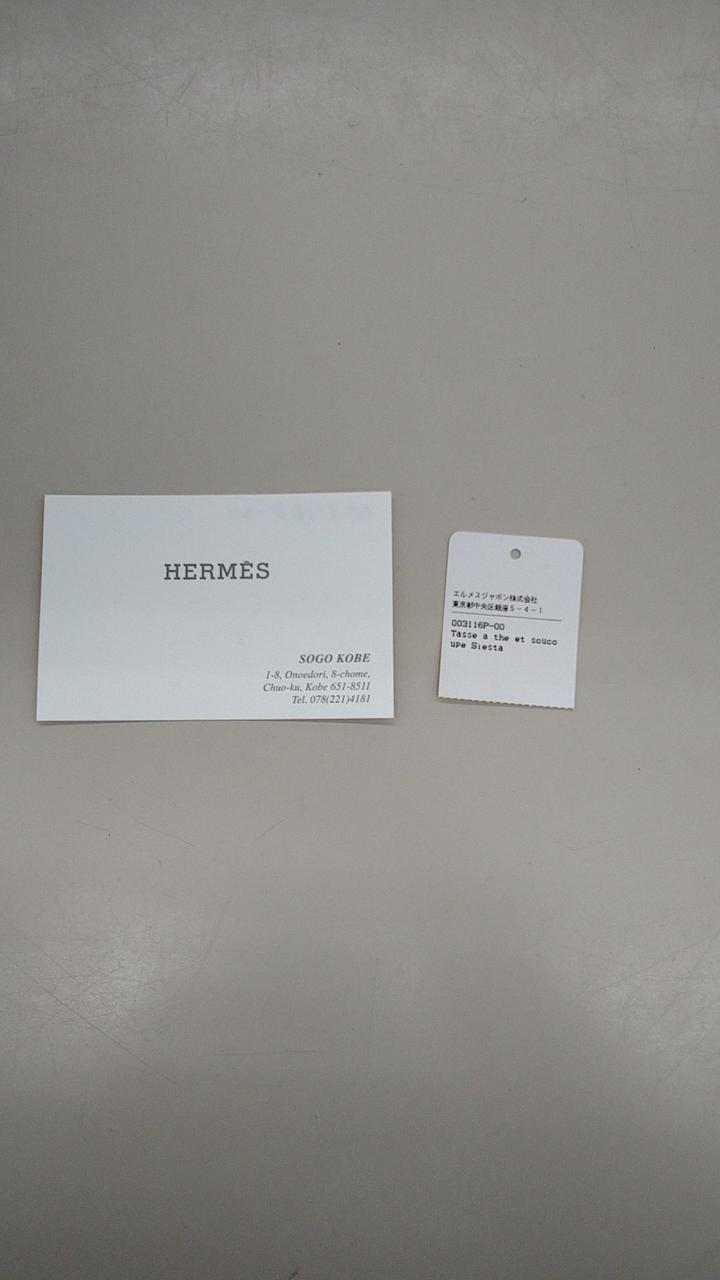 HERMÈS
SOGO KOBE
1-8, Onoedori, 8-chome,
Chuo-ku, Kobe 651-8511
Tel. 078(221)4181
エルメスジャポン株式会社
東京都中央区銀座5-4-1
003116P-00
Tasse a the et souco
upe Siesta